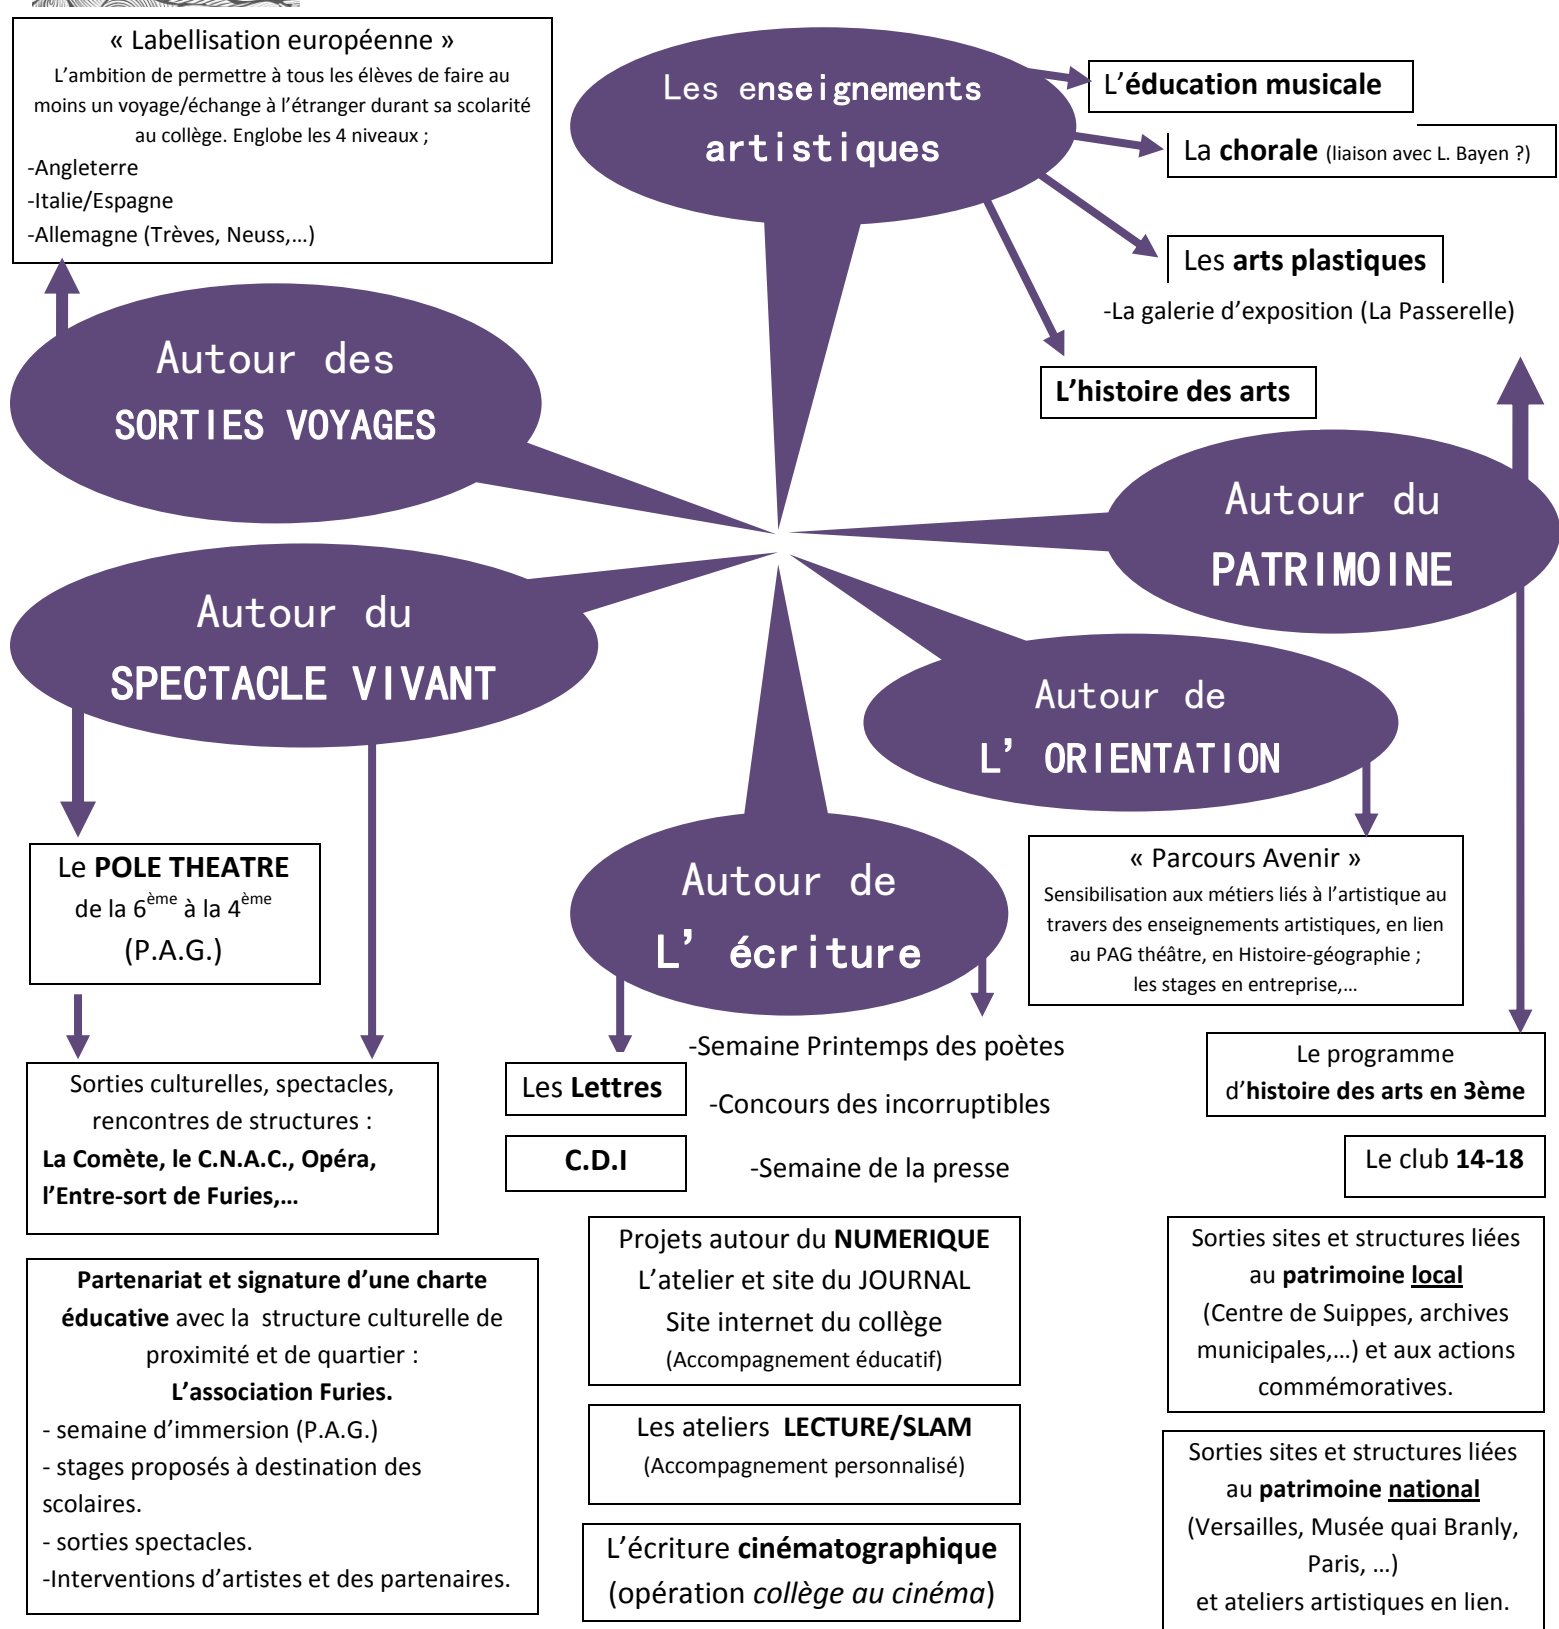 « Labellisation européenne »
L’ambition de permettre à tous les élèves de faire au
moins un voyage/échange à l’étranger durant sa scolarité
au collège. Englobe les 4 niveaux ;
-Angleterre
-Italie/Espagne
-Allemagne (Trèves, Neuss,…)
Les enseignements
artistiques
L’éducation musicale
La chorale (liaison avec L. Bayen ?)
Les arts plastiques
-La galerie d’exposition (La Passerelle)
L’histoire des arts
Autour des
SORTIES VOYAGES
Autour du
PATRIMOINE
Autour du
SPECTACLE VIVANT
Autour de
L’ ORIENTATION
Autour de
L’ écriture
Le POLE THEATRE
de la 6ème à la 4ème
(P.A.G.)
« Parcours Avenir »
Sensibilisation aux métiers liés à l’artistique au
travers des enseignements artistiques, en lien
au PAG théâtre, en Histoire-géographie ;
les stages en entreprise,…
Sorties culturelles, spectacles,
rencontres de structures :
La Comète, le C.N.A.C., Opéra,
l’Entre-sort de Furies,…
Les Lettres
C.D.I
-Semaine Printemps des poètes
-Concours des incorruptibles
-Semaine de la presse
Le programme
d’histoire des arts en 3ème
Le club 14-18
Partenariat et signature d’une charte
éducative avec la structure culturelle de
proximité et de quartier :
L’association Furies.
- semaine d’immersion (P.A.G.)
- stages proposés à destination des
scolaires.
- sorties spectacles.
-Interventions d’artistes et des partenaires.
Projets autour du NUMERIQUE
L’atelier et site du JOURNAL
Site internet du collège
(Accompagnement éducatif)
Les ateliers LECTURE/SLAM
(Accompagnement personnalisé)
L’écriture cinématographique
(opération collège au cinéma)
Sorties sites et structures liées
au patrimoine local
(Centre de Suippes, archives
municipales,…) et aux actions
commémoratives.
Sorties sites et structures liées
au patrimoine national
(Versailles, Musée quai Branly,
Paris, …)
et ateliers artistiques en lien.